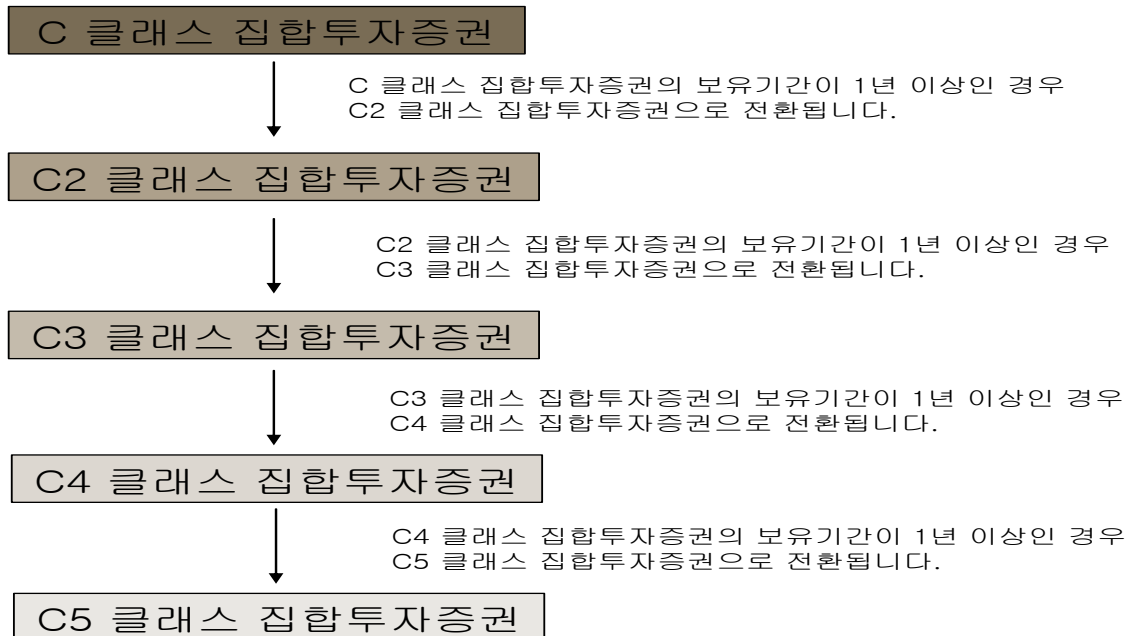 C 클래스 집합투자증권
C 클래스 집합투자증권의 보유기간이 1년 이상인 경우
C2 클래스 집합투자증권으로 전환됩니다.
C2 클래스 집합투자증권
C2 클래스 집합투자증권의 보유기간이 1년 이상인 경우
C3 클래스 집합투자증권으로 전환됩니다.
C3 클래스 집합투자증권
C3 클래스 집합투자증권의 보유기간이 1년 이상인 경우
C4 클래스 집합투자증권으로 전환됩니다.
C4 클래스 집합투자증권
C4 클래스 집합투자증권의 보유기간이 1년 이상인 경우
C5 클래스 집합투자증권으로 전환됩니다.
C5 클래스 집합투자증권